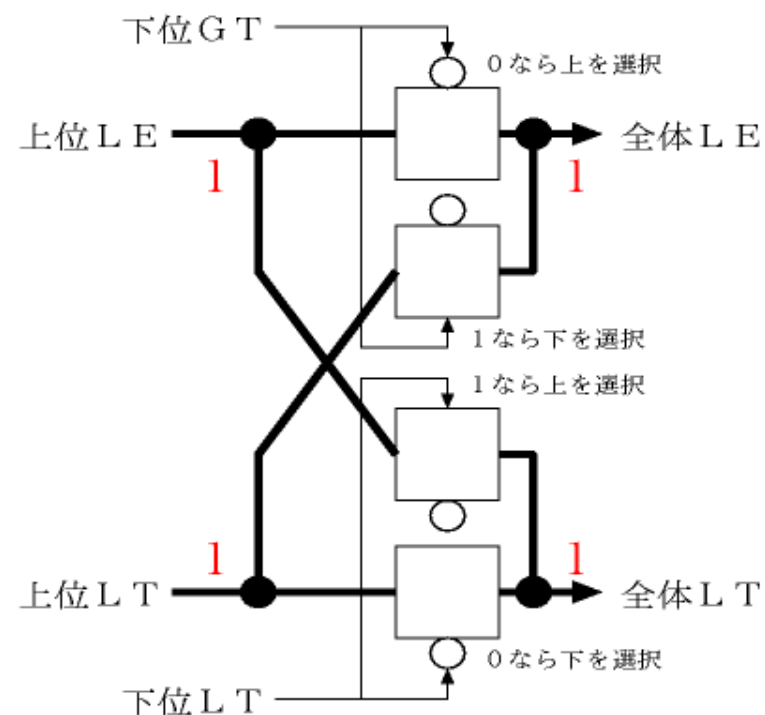 下位ＧＴ
０なら上を選択
上位ＬＥ
全体ＬＥ
1
1
１なら下を選択
１なら上を選択
1
1
上位ＬＴ
全体ＬＴ
０なら下を選択
下位ＬＴ